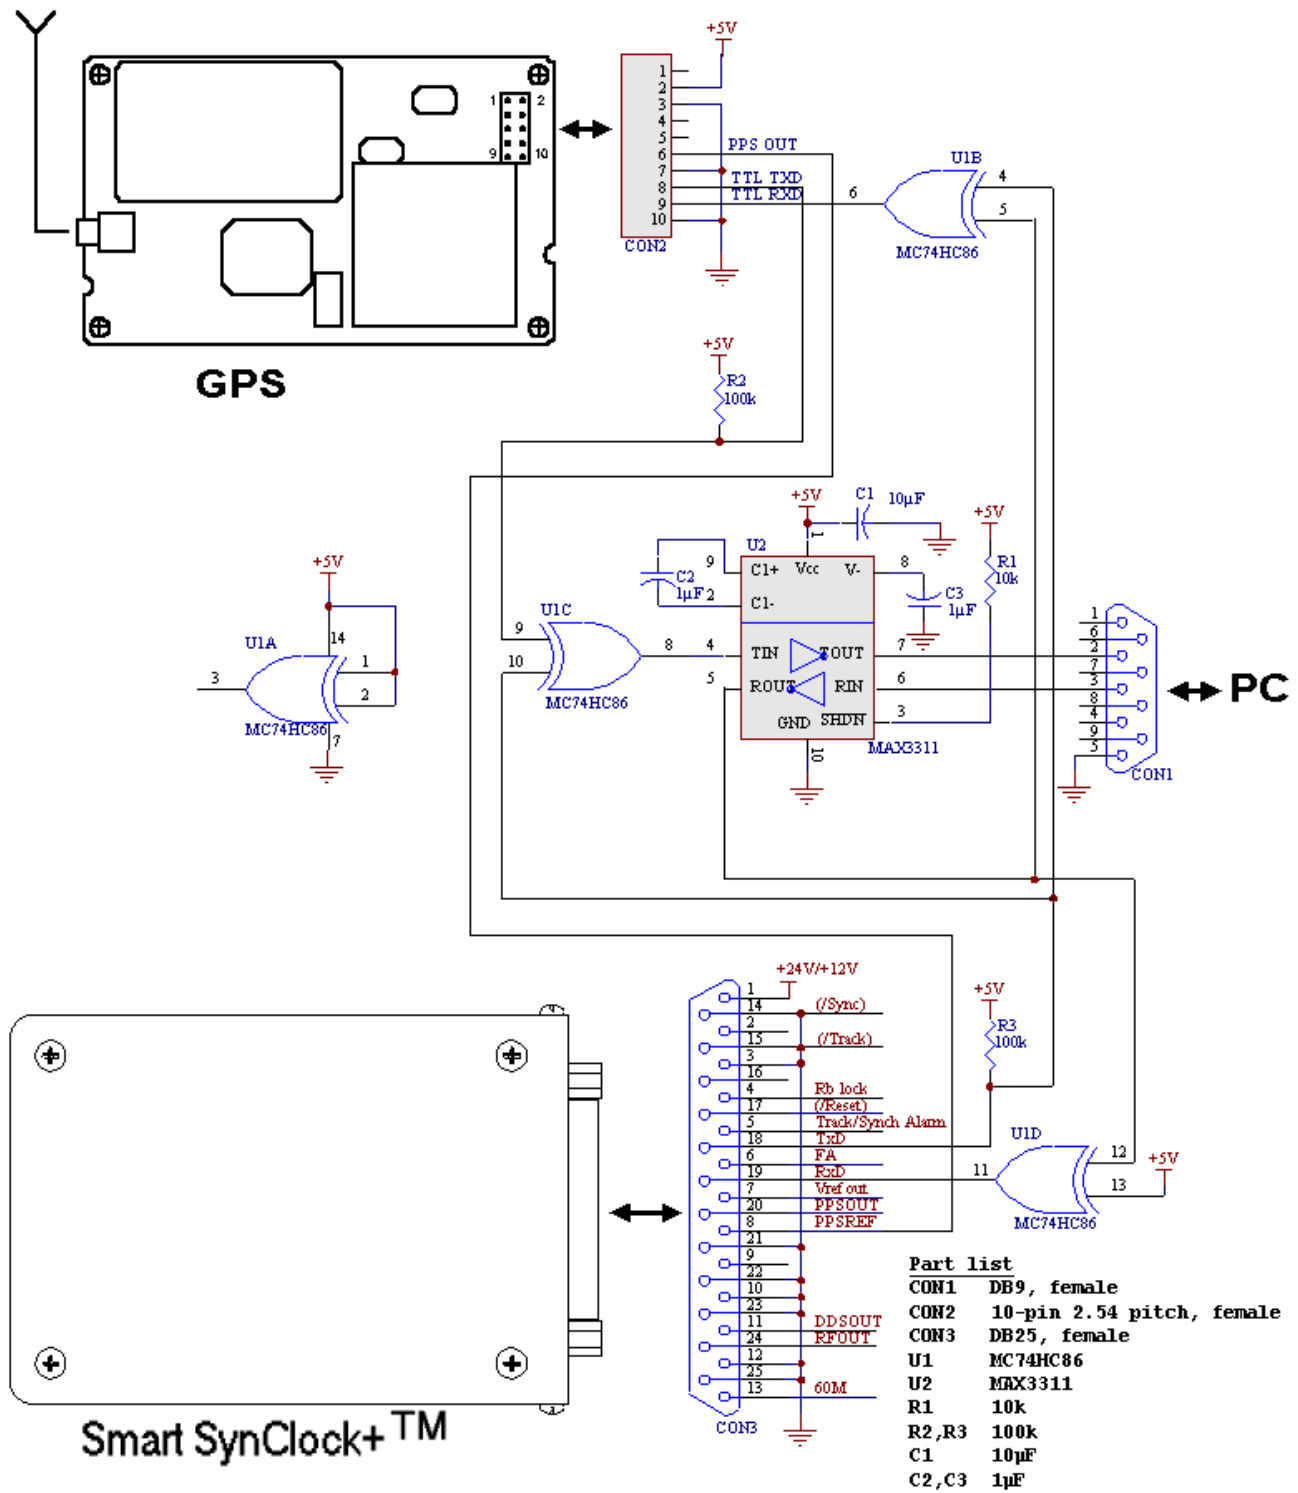 +5V
1
2
3
4
5
6
7
8
9
10
CON2
PPS OUT
TTL TXD
TTL RXD
1
2
9
10
GPS
6
U1B
4
5
MC74HC86
+5V
R2
100k
+5V
C1
10µF
+5V
R1
10k
U2
1
9
C1+
Vcc
V-
8
C2
1µF
2
C1-
C3
1µF
+5V
14
U1A
3
1
2
MC74HC86
7
U1C
9
10
8
MC74HC86
4
TIN
TOUT
7
5
ROUT
RIN
6
GND
SHDN
3
10
MAX3311
1
6
2
7
3
8
4
9
5
CON1
PC
+24V/+12V
1
14 (/Sync)
2
15 (/Track)
3
16
4 Rb lock
17 (/Reset)
5 Track/Synch Alarm
18 TxD
6 FA
19 RxD
7 Vref out
20 PPSOUT
8 PPSREF
21
9
22
10
23
11 DDSOUT
24 RFOUT
12
25
13 60M
CON3
+5V
R3
100k
U1D
11
12
13
+5V
MC74HC86
Smart SynClock+™
Part list
CON1 DB9, female
CON2 10-pin 2.54 pitch, female
CON3 DB25, female
U1 MC74HC86
U2 MAX3311
R1 10k
R2,R3 100k
C1 10µF
C2,C3 1µF